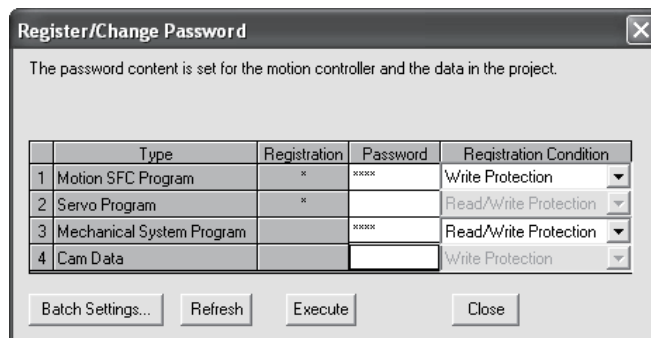 Register/Change Password
The password content is set for the motion controller and the data in the project.
Type Registration Password Registration Condition
1 Motion SFC Program * **** Write Protection
2 Servo Program * Read/Write Protection
3 Mechanical System Program **** Read/Write Protection
4 Cam Data Write Protection
Batch Settings... Refresh Execute Close